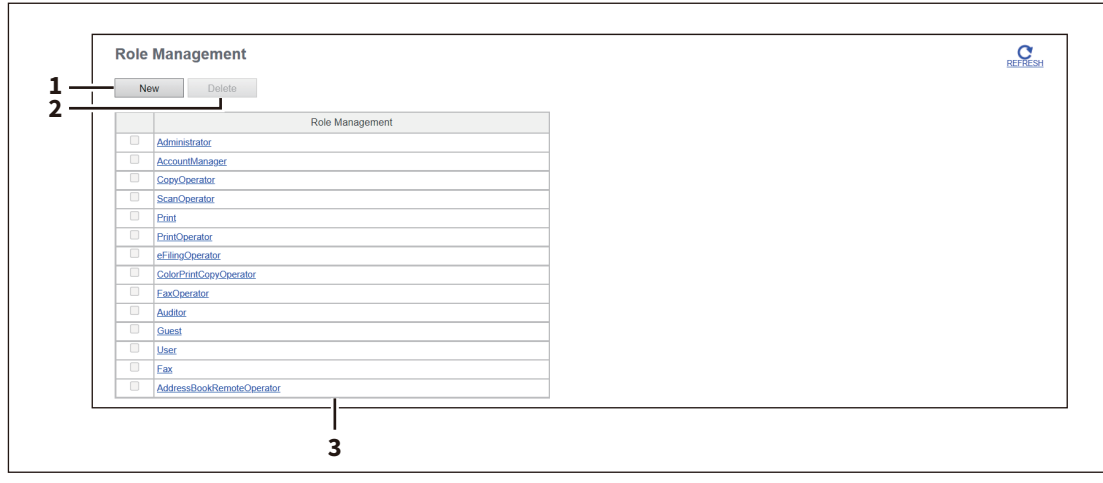 Role Management
REFRESH
1
New
Delete
2
Role Management
Administrator
AccountManager
CopyOperator
ScanOperator
Print
PrintOperator
eFilingOperator
ColorPrintCopyOperator
FaxOperator
Auditor
Guest
User
Fax
AddressBookRemoteOperator
3